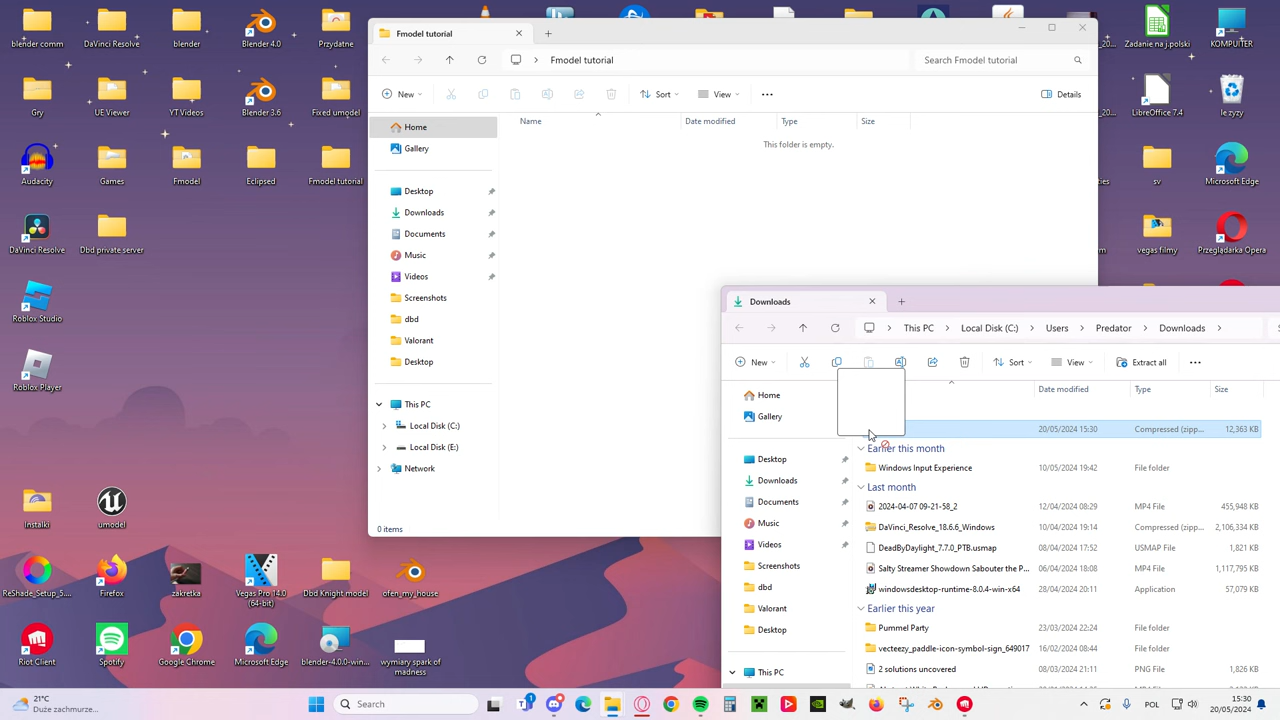 blender.comm
DaVinci Resolve
blender
Blender 4.0
Przydatne
Gry
UE Viewer
YT Videos
Blender 3.6
Fixed umodel
Audacity
Games
Fmodel
Eclipsed
Fmodel tutorial
DaVinci Resolve
Dbd private server
Roblox Studio
Roblox Player
Instalki
umodel
ReShade_Setup_5....
Firefox
zakretka
Vegas Pro 14.0
(64-bit)
Dbd Knight model
ofen_my_house
Riot Client
Spotify
Google Chrome
Microsoft Edge
blender-4.0.0-win...
wymiary spark of
madness
Fmodel tutorial
Fmodel tutorial
Search Fmodel tutorial
New
Sort
View
Details
Name
Date modified
Type
Size
This folder is empty.
Home
Gallery
Desktop
Downloads
Documents
Music
Videos
Screenshots
dbd
Valorant
Desktop
This PC
Local Disk (C:)
Local Disk (E:)
Network
0 items
Zadanie na j.polski
KOMPUTER
LibreOffice 7.4
le.zyzy
sv
Microsoft Edge
vegas filmy
Przeglądarka Opera
Downloads
This PC
Local Disk (C:)
Users
Predator
Downloads
New
Sort
View
Extract all
Date modified
Type
Size
Home
Gallery
Desktop
Downloads
Documents
Music
Videos
Screenshots
dbd
Valorant
Desktop
This PC
20/05/2024 15:30 Compressed (zipp... 12,363 KB
Earlier this month
Windows Input Experience 10/05/2024 19:42 File folder
Last month
2024-04-07 09-21-58_2 12/04/2024 08:29 MP4 File 455,948 KB
DaVinci_Resolve_18.6.6_Windows 10/04/2024 19:14 Compressed (zipp... 2,106,334 KB
DeadByDaylight_7.7.0_PTB.usmap 08/04/2024 17:52 USMAP File 1,821 KB
Salty Streamer Showdown Sabouter the P... 06/04/2024 18:08 MP4 File 1,117,795 KB
windowsdesktop-runtime-8.0.4-win-x64 28/04/2024 20:11 Application 57,079 KB
Earlier this year
Pummel Party 23/03/2024 22:24 File folder
vecteezy_paddle-icon-symbol-sign_649017 16/02/2024 08:44 File folder
2 solutions uncovered 08/03/2024 21:11 PNG File 1,826 KB
21°C
Duże zachmurze...
Search
POL
15:30
20/05/2024